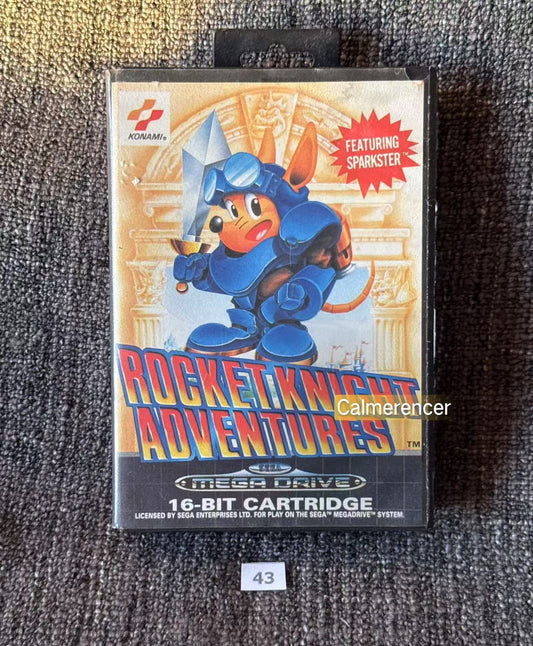 KONAMI®
FEATURING
SPARKSTER™
ROCKET KNIGHT
ADVENTURES
Calmerencer
TM
SEGA
MEGA DRIVE
16-BIT CARTRIDGE
LICENSED BY SEGA ENTERPRISES LTD. FOR PLAY ON THE SEGA™ MEGADRIVE™ SYSTEM.
43